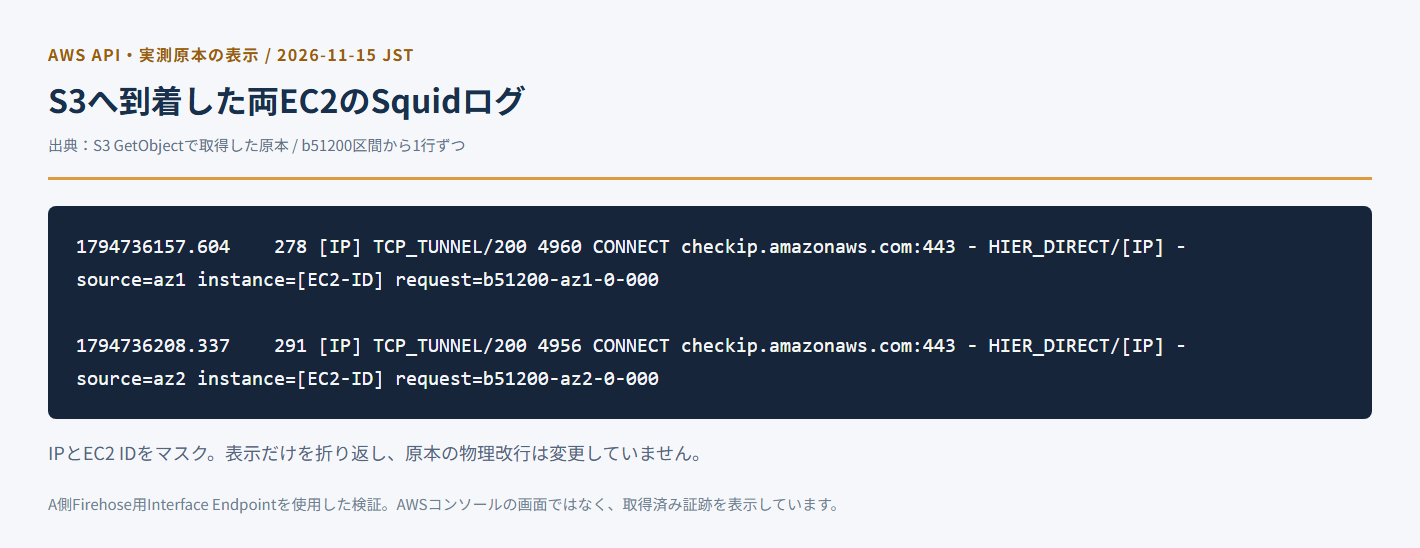 AWS API・実測原本の表示 / 2026-11-15 JST
S3へ到着した両EC2のSquidログ
出典：S3 GetObjectで取得した原本 / b51200区間から1行ずつ
1794736157.604    278 [IP] TCP_TUNNEL/200 4960 CONNECT checkip.amazonaws.com:443 - HIER_DIRECT/[IP] -
source=az1 instance=[EC2-ID] request=b51200-az1-0-000
1794736208.337    291 [IP] TCP_TUNNEL/200 4956 CONNECT checkip.amazonaws.com:443 - HIER_DIRECT/[IP] -
source=az2 instance=[EC2-ID] request=b51200-az2-0-000
IPとEC2 IDをマスク。表示だけを折り返し、原本の物理改行は変更していません。
A側Firehose用Interface Endpointを使用した検証。AWSコンソールの画面ではなく、取得済み証跡を表示しています。